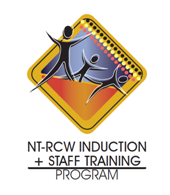 NT-RCW INDUCTION
+ STAFF TRAINING
PROGRAM